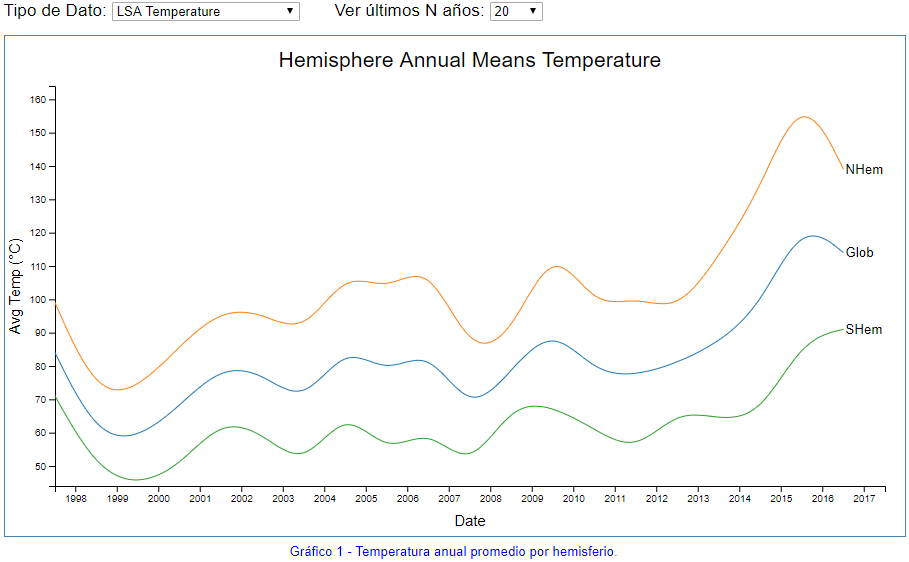 Tipo de Dato: LSA Temperature Ver últimos N años: 20
Hemisphere Annual Means Temperature
160
150
140
130
120
110
100
90
80
70
60
50
Avg Temp (°C)
NHem
Glob
SHem
1998 1999 2000 2001 2002 2003 2004 2005 2006 2007 2008 2009 2010 2011 2012 2013 2014 2015 2016 2017
Date
Gráfico 1 - Temperatura anual promedio por hemisferio.